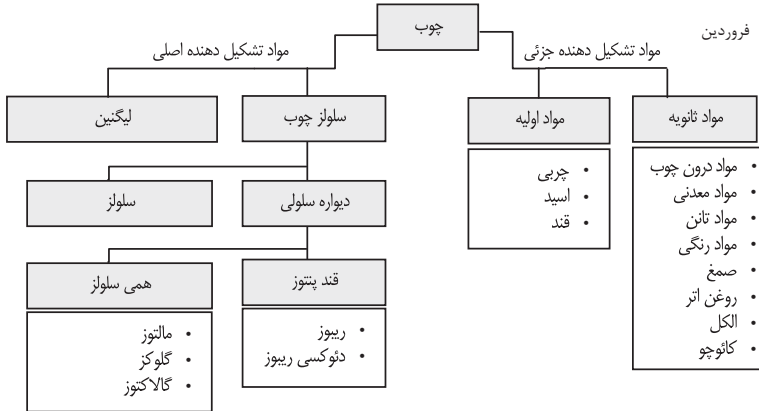 چوب
فروردین
مواد تشکیل دهنده جزئی
مواد تشکیل دهنده اصلی
مواد ثانویه
مواد اولیه
سلولز چوب
لیگنین
• مواد درون چوب
• مواد معدنی
• مواد تانن
• مواد رنگی
• صمغ
• روغن اتر
• الکل
• کائوچو
• چربی
• اسید
• قند
دیواره سلولی
سلولز
قند پنتوز
همی سلولز
• ریبوز
• دئوکسی ریبوز
• مالتوز
• گلوکز
• گالاکتوز